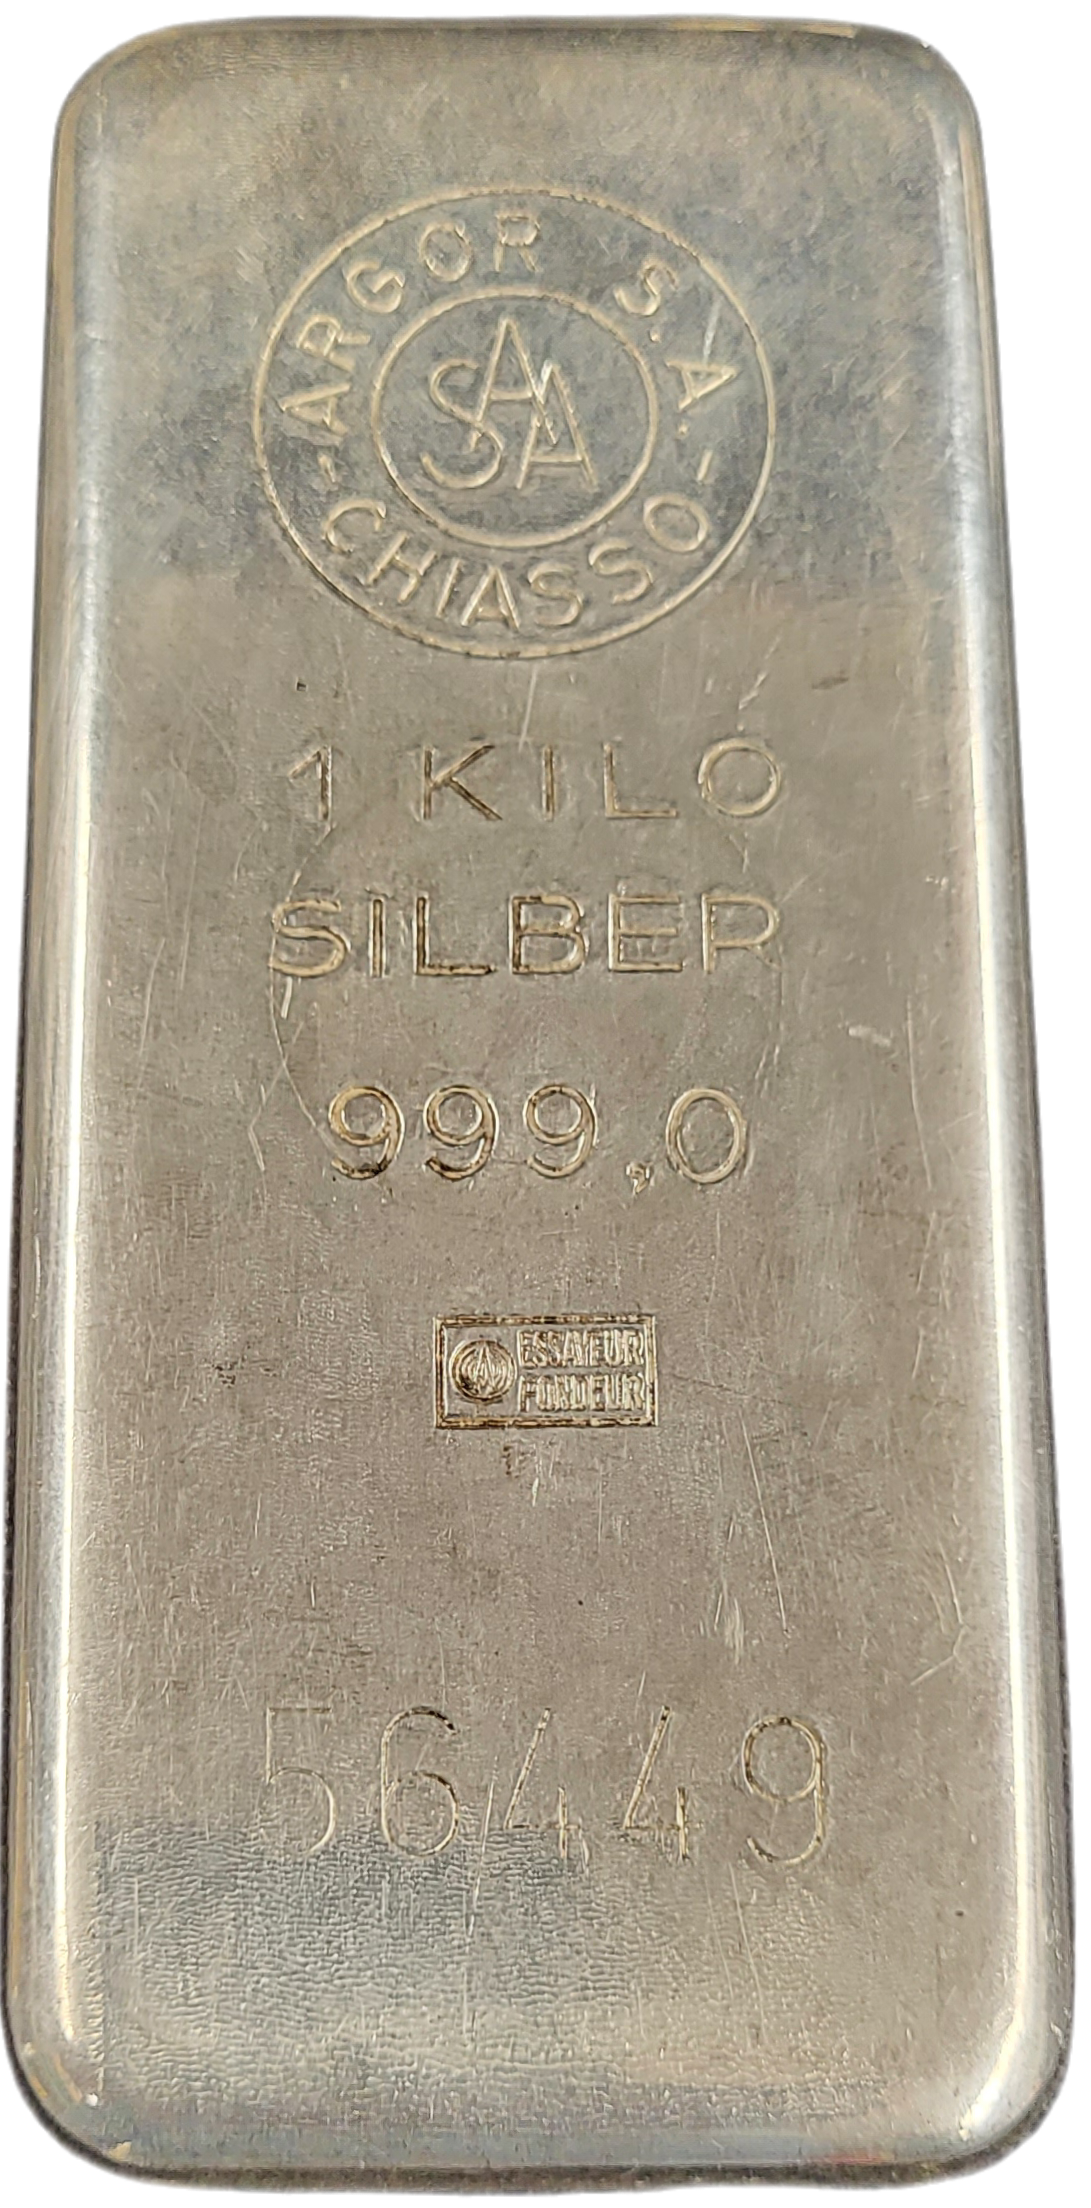 ARGOR S.A.
-CHIASSO-
SAA
1 KILO
SILBER
999,0
ESSAYEUR
FONDEUR
56449